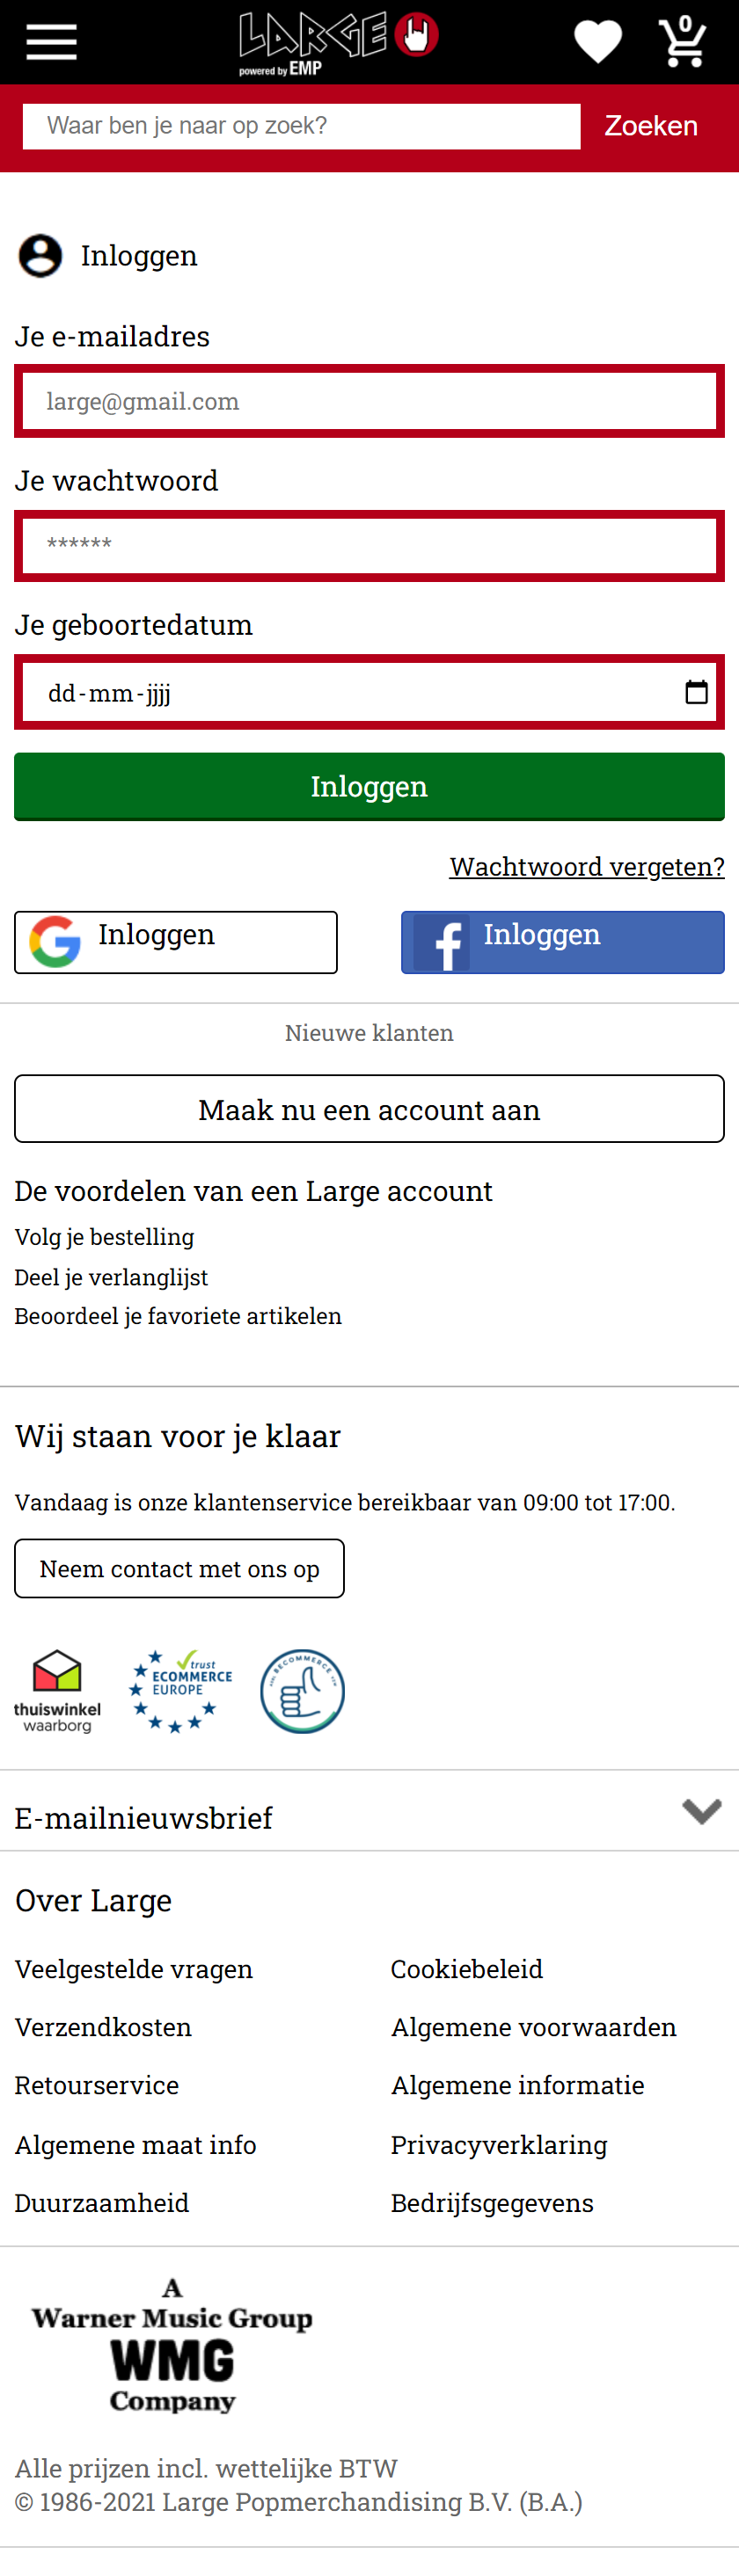 LARGE
powered by EMP
0
Waar ben je naar op zoek?
Zoeken
Inloggen
Je e-mailadres
large@gmail.com
Je wachtwoord
******
Je geboortedatum
dd-mm-jjjj
Inloggen
Wachtwoord vergeten?
Inloggen
f Inloggen
Nieuwe klanten
Maak nu een account aan
De voordelen van een Large account
Volg je bestelling
Deel je verlanglijst
Beoordeel je favoriete artikelen
Wij staan voor je klaar
Vandaag is onze klantenservice bereikbaar van 09:00 tot 17:00.
Neem contact met ons op
thuiswinkel
waarborg
trust
ECOMMERCE
EUROPE
BECOMMERCE
E-mailnieuwsbrief
Over Large
Veelgestelde vragen
Cookiebeleid
Verzendkosten
Algemene voorwaarden
Retourservice
Algemene informatie
Algemene maat info
Privacyverklaring
Duurzaamheid
Bedrijfsgegevens
A
Warner Music Group
WMG
Company
Alle prijzen incl. wettelijke BTW
© 1986-2021 Large Popmerchandising B.V. (B.A.)